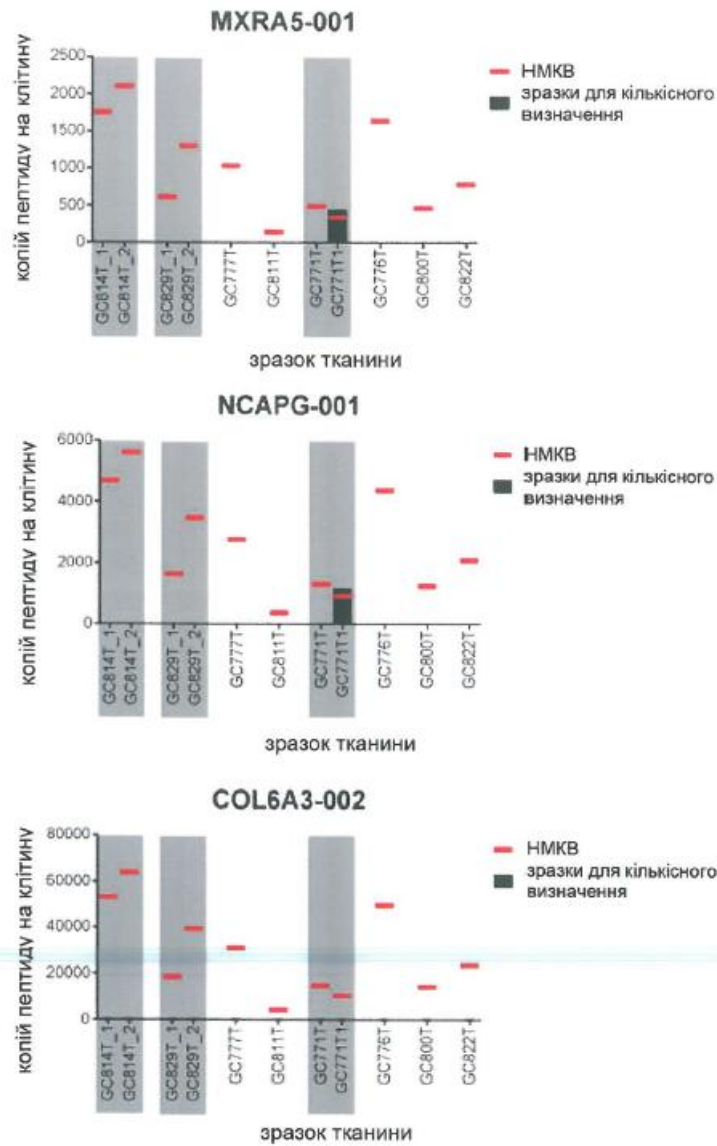 MXRA5-001
копій пептиду на клітину
2500
2000
1500
1000
500
0
НМКВ
зразки для кількісного
визначення
GC814T_1
GC814T_2
GC829T_1
GC829T_2
GC777T
GC811T
GC771T
GC771T1
GC776T
GC800T
GC822T
зразок тканини
NCAPG-001
копій пептиду на клітину
6000
4000
2000
0
НМКВ
зразки для кількісного
визначення
GC814T_1
GC814T_2
GC829T_1
GC829T_2
GC777T
GC811T
GC771T
GC771T1
GC776T
GC800T
GC822T
зразок тканини
COL6A3-002
копій пептиду на клітину
80000
60000
40000
20000
0
НМКВ
зразки для кількісного
визначення
GC814T_1
GC814T_2
GC829T_1
GC829T_2
GC777T
GC811T
GC771T
GC771T1
GC776T
GC800T
GC822T
зразок тканини